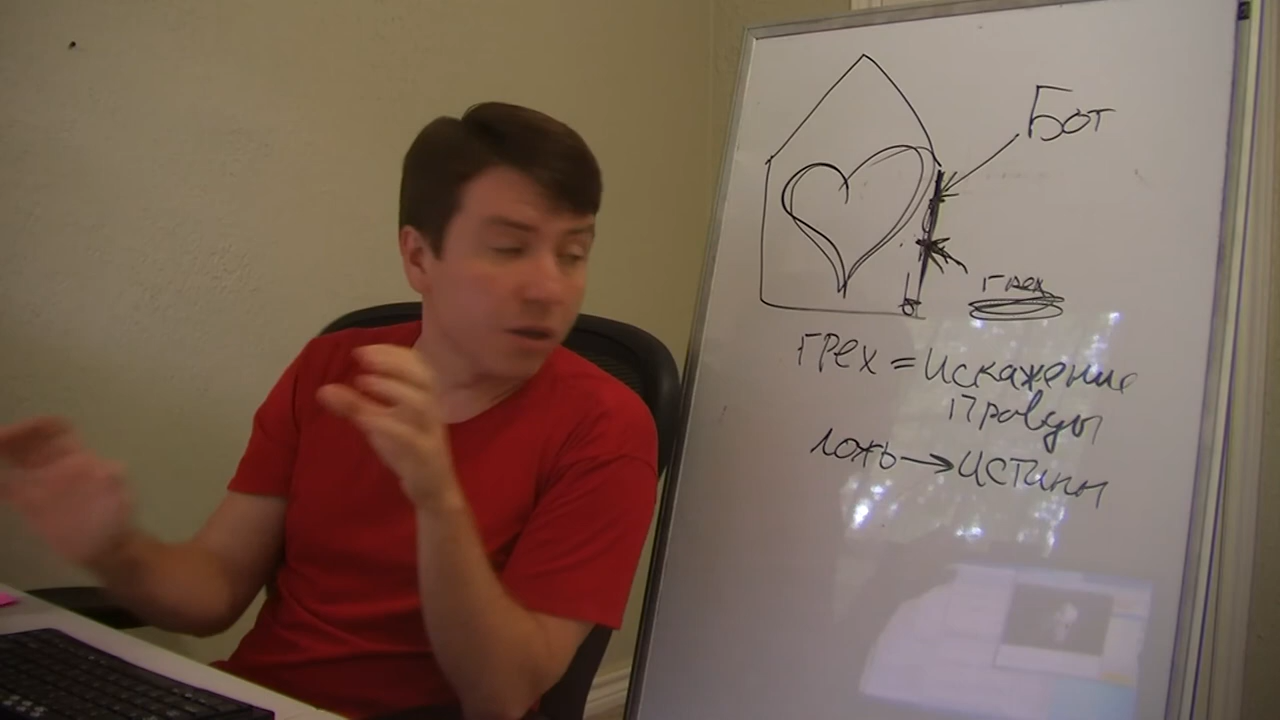 Бог
грех
грех = Искажение
правды
ложь → истины